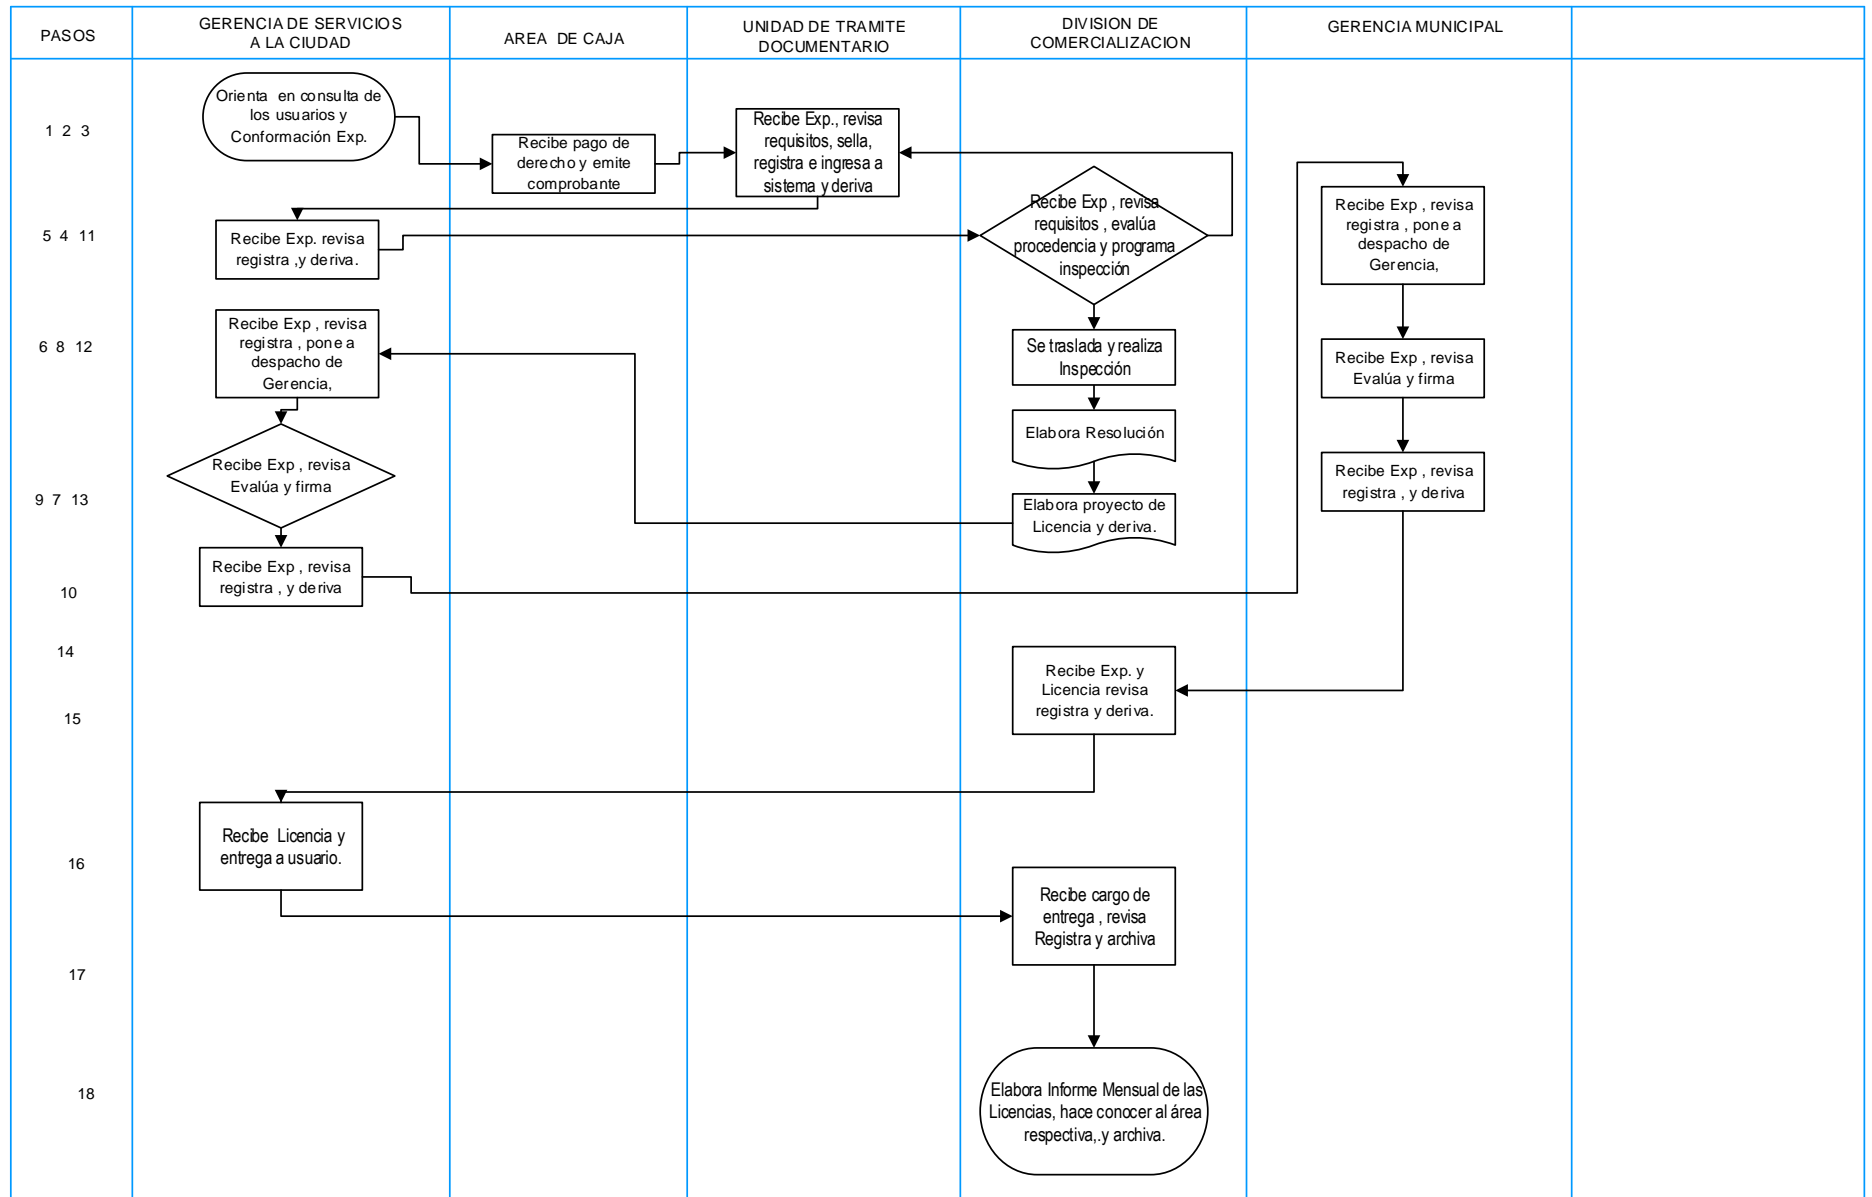 PASOS
GERENCIA DE SERVICIOS
A LA CIUDAD
AREA DE CAJA
UNIDAD DE TRAMITE
DOCUMENTARIO
DIVISION DE
COMERCIALIZACION
GERENCIA MUNICIPAL
1 2 3
Orienta en consulta de
los usuarios y
Conformación Exp.
Recibe pago de
derecho y emite
comprobante
Recibe Exp., revisa
requisitos, sella,
registra e ingresa a
sistema y deriva
5 4 11
Recibe Exp. revisa
registra ,y deriva.
Recibe Exp , revisa
requisitos , evalúa
procedencia y programa
inspección
Recibe Exp , revisa
registra , pone a
despacho de
Gerencia,
6 8 12
Recibe Exp , revisa
registra , pone a
despacho de
Gerencia,
Se traslada y realiza
Inspección
Recibe Exp , revisa
Evalúa y firma
Elabora Resolución
9 7 13
Recibe Exp , revisa
Evalúa y firma
Elabora proyecto de
Licencia y deriva.
Recibe Exp , revisa
registra , y deriva
10
Recibe Exp , revisa
registra , y deriva
14
Recibe Exp. y
Licencia revisa
registra y deriva.
15
Recibe Licencia y
entrega a usuario.
16
Recibe cargo de
entrega , revisa
Registra y archiva
17
18
Elabora Informe Mensual de las
Licencias, hace conocer al área
respectiva,.y archiva.